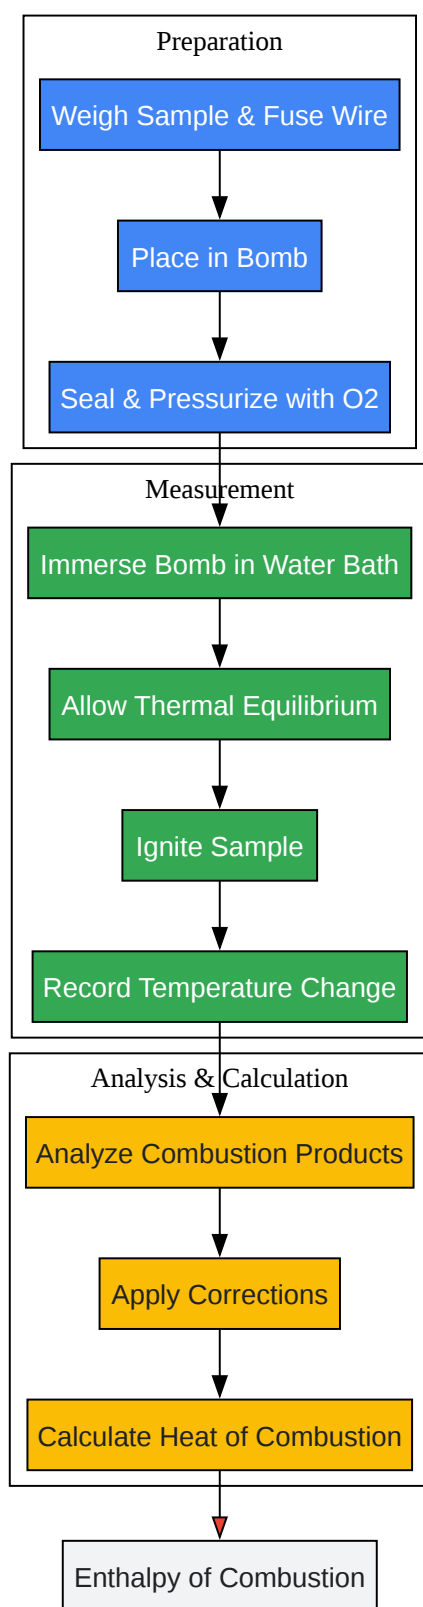 Preparation
Weigh Sample & Fuse Wire
Place in Bomb
Seal & Pressurize with O2
Measurement
Immerse Bomb in Water Bath
Allow Thermal Equilibrium
Ignite Sample
Record Temperature Change
Analysis & Calculation
Analyze Combustion Products
Apply Corrections
Calculate Heat of Combustion
Enthalpy of Combustion